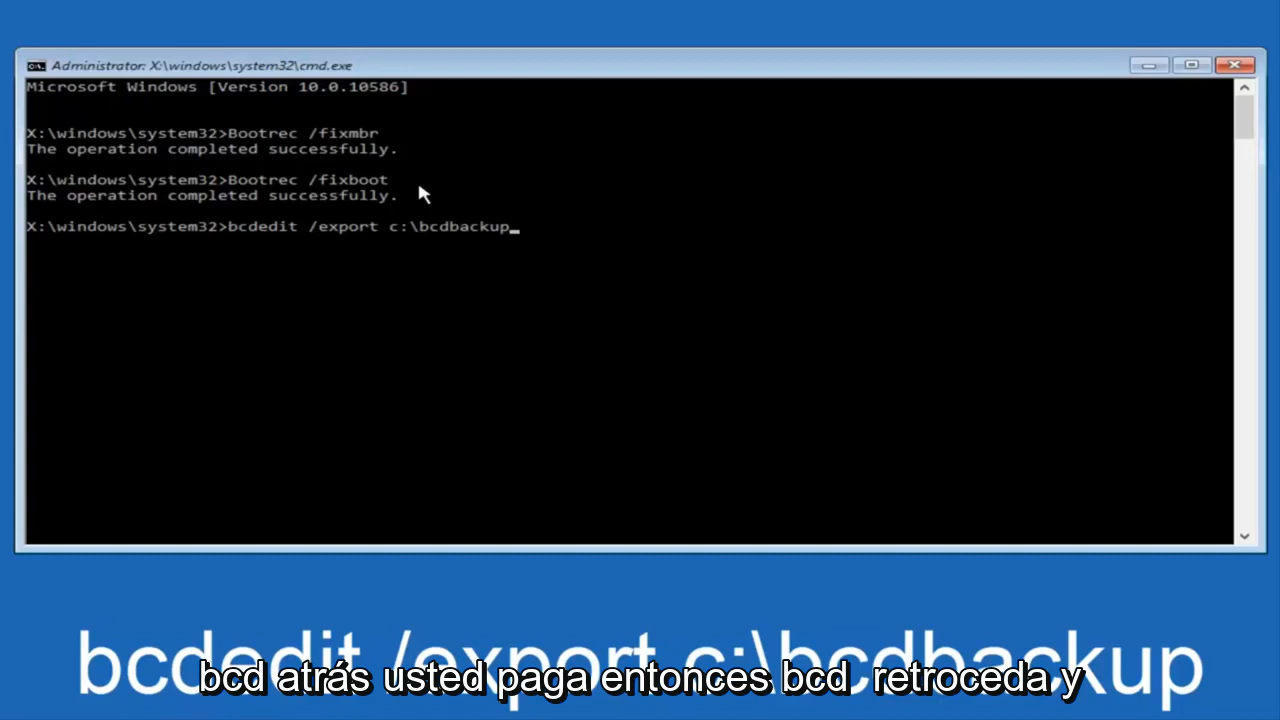 Administrator: X:\windows\system32\cmd.exe
Microsoft Windows [Version 10.0.10586]
X:\windows\system32>Bootrec /fixmbr
The operation completed successfully.
X:\windows\system32>Bootrec /fixboot
The operation completed successfully.
X:\windows\system32>bcdedit /export c:\bcdbackup_
bcdedit /export c:\bcdbackup
bcd atrás usted paga entonces bcd retroceda y